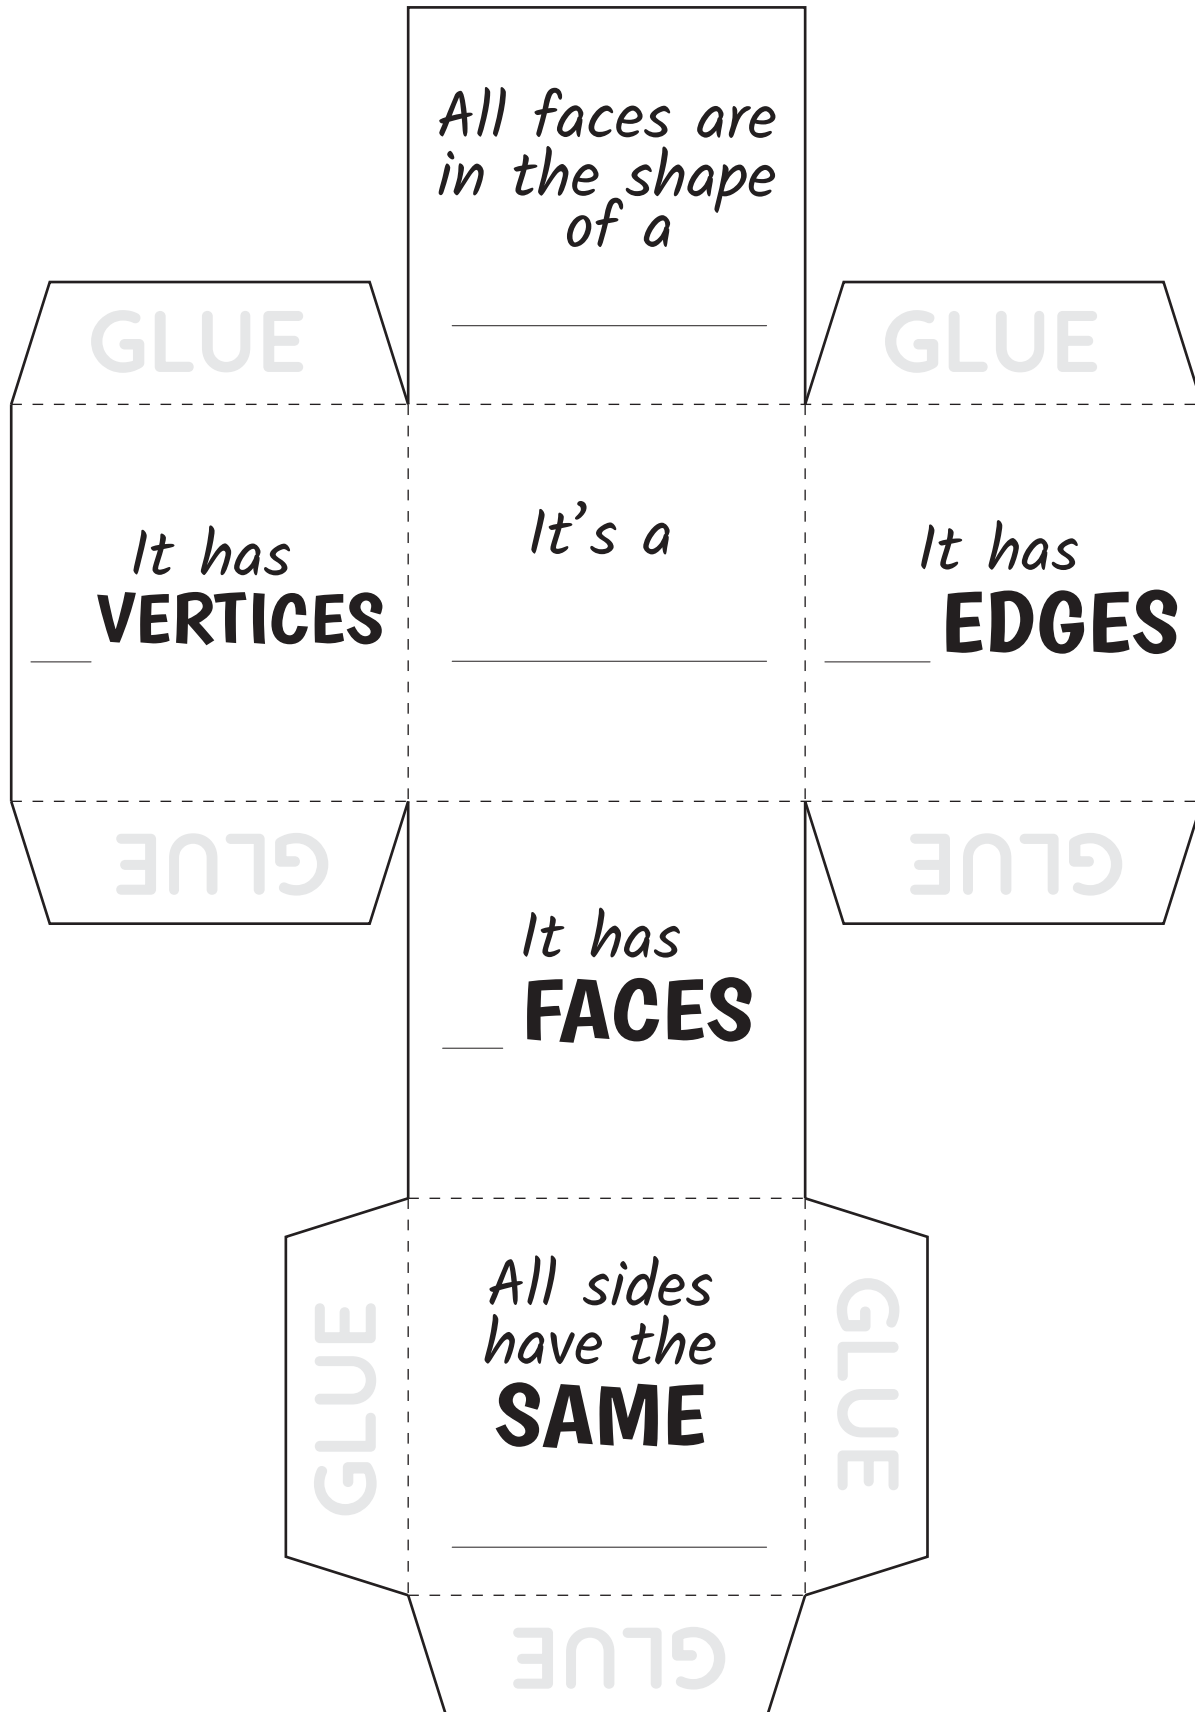 All faces are
in the shape
of a
GLUE
GLUE
It has
VERTICES
It's a
It has
EDGES
GLUE
GLUE
It has
FACES
All sides
have the
SAME
GLUE
GLUE
GLUE